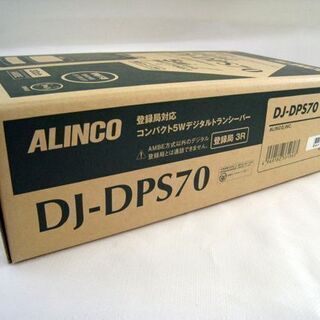 DJ-DPS70
ALINCO
登録局対応
コンパクト5Wデジタルトランシーバー
AMBE方式以外のデジタル
登録局とは通話できません。
登録局 3R
DJ-DPS70
DJ-DPS70
ALINCO,INC.